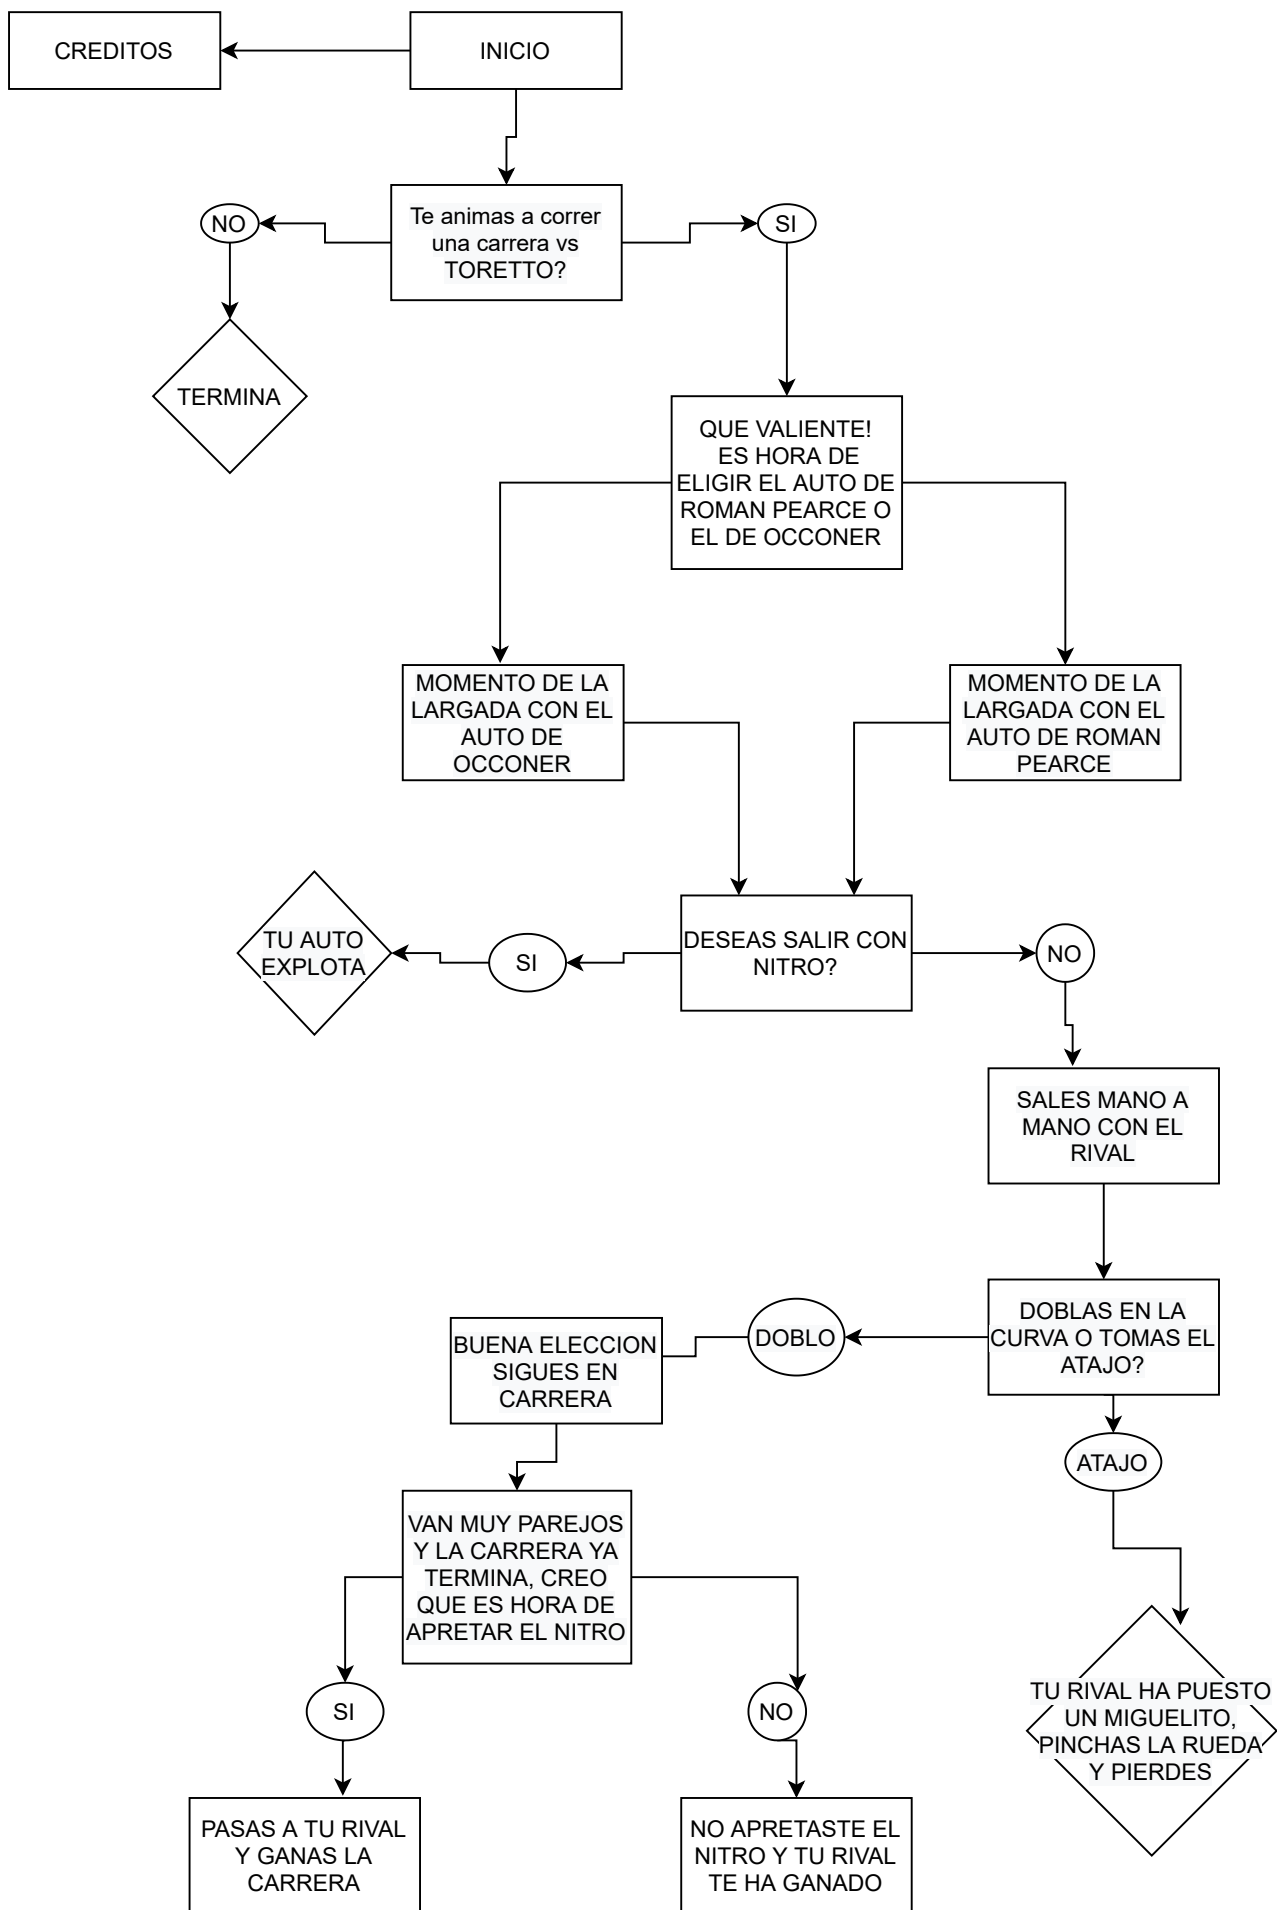 CREDITOS
INICIO
Te animas a correr
una carrera vs
TORETTO?
NO
SI
TERMINA
QUE VALIENTE!
ES HORA DE
ELIGIR EL AUTO DE
ROMAN PEARCE O
EL DE OCCONER
MOMENTO DE LA
LARGADA CON EL
AUTO DE
OCCONER
MOMENTO DE LA
LARGADA CON EL
AUTO DE ROMAN
PEARCE
TU AUTO
EXPLOTA
SI
DESEAS SALIR CON
NITRO?
NO
SALES MANO A
MANO CON EL
RIVAL
DOBLAS EN LA
CURVA O TOMAS EL
ATAJO?
DOBLO
BUENA ELECCION
SIGUES EN
CARRERA
ATAJO
VAN MUY PAREJOS
Y LA CARRERA YA
TERMINA, CREO
QUE ES HORA DE
APRETAR EL NITRO
SI
NO
TU RIVAL HA PUESTO
UN MIGUELITO,
PINCHAS LA RUEDA
Y PIERDES
PASAS A TU RIVAL
Y GANAS LA
CARRERA
NO APRETASTE EL
NITRO Y TU RIVAL
TE HA GANADO